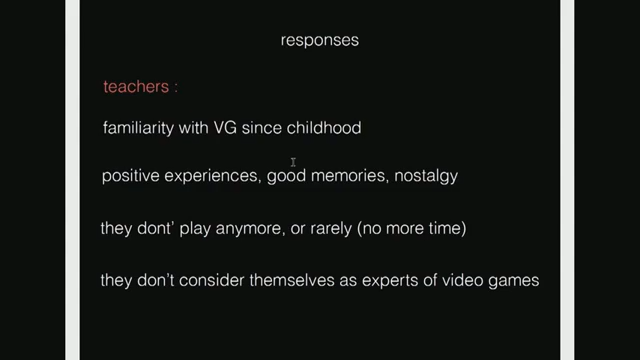 responses
teachers :
familiarity with VG since childhood
positive experiences, good memories, nostalgy
they dont' play anymore, or rarely (no more time)
they don't consider themselves as experts of video games